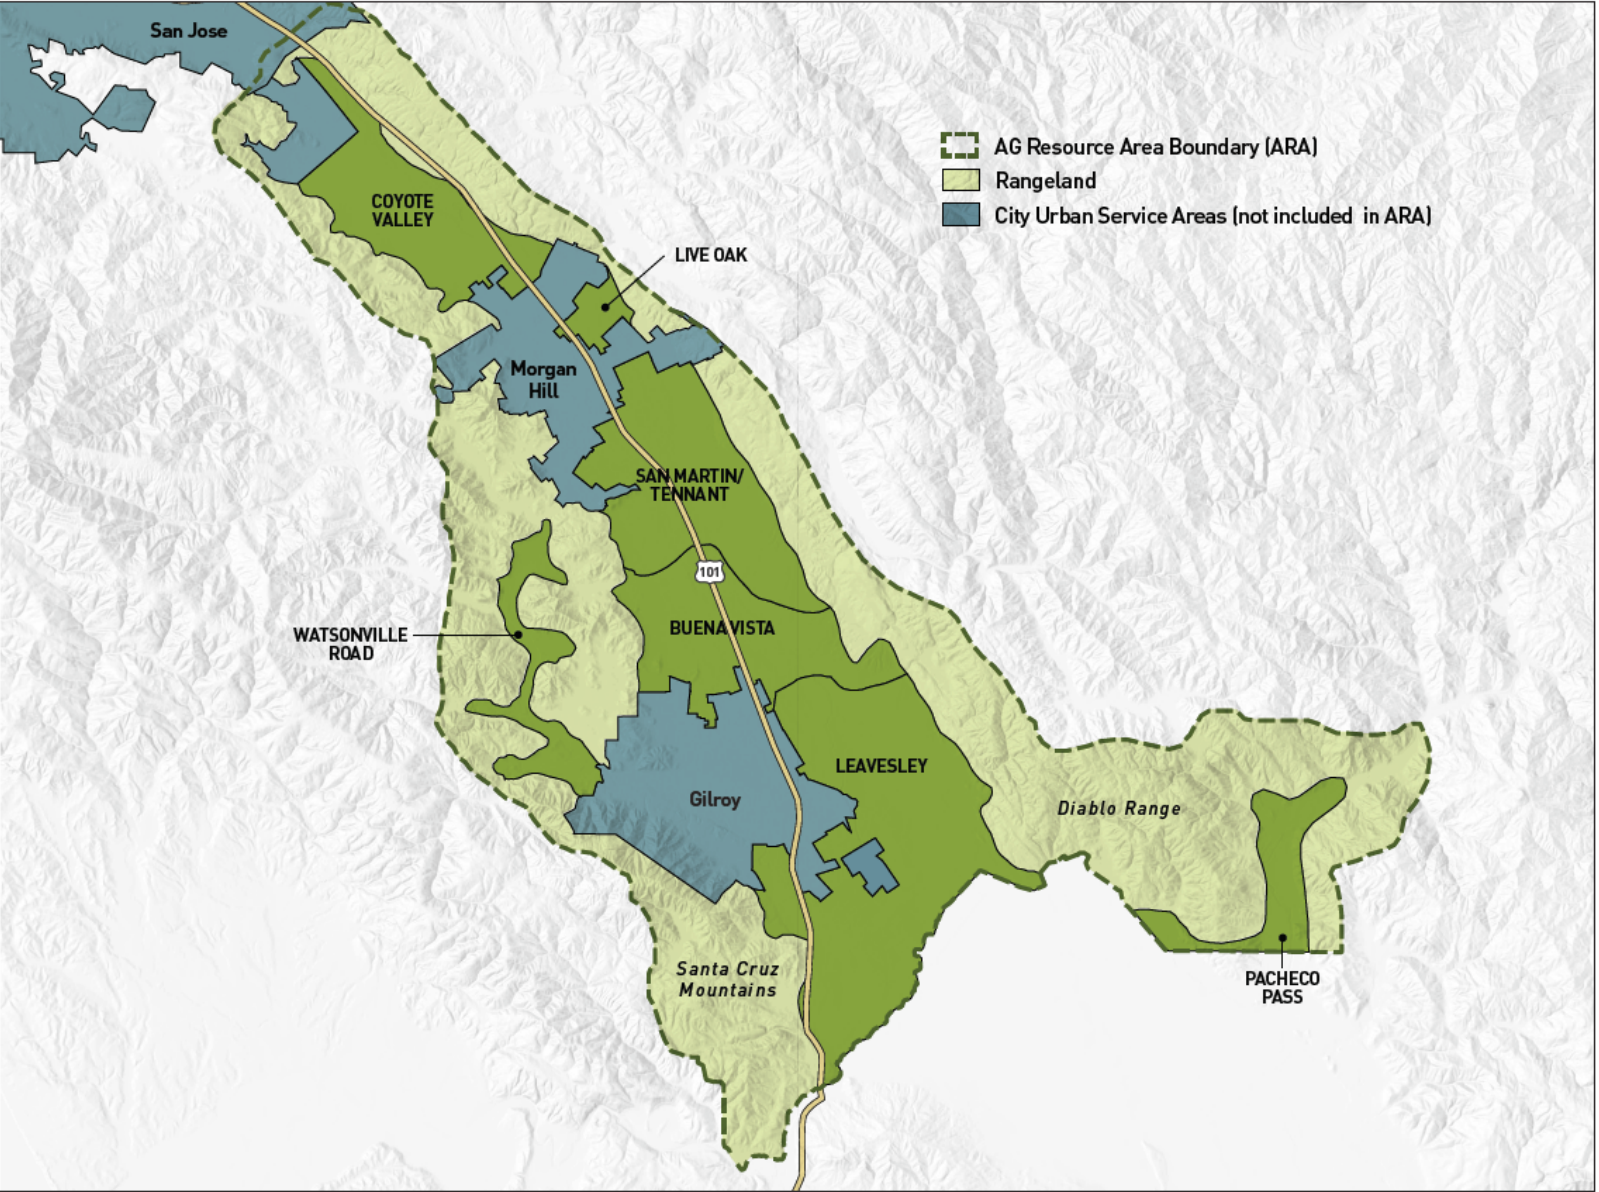 San Jose
AG Resource Area Boundary (ARA)
Rangeland
City Urban Service Areas (not included in ARA)
COYOTE
VALLEY
LIVE OAK
Morgan
Hill
SAN MARTIN/
TENNANT
101
WATSONVILLE
ROAD
BUENA VISTA
LEAVESLEY
Gilroy
Diablo Range
Santa Cruz
Mountains
PACHECO
PASS